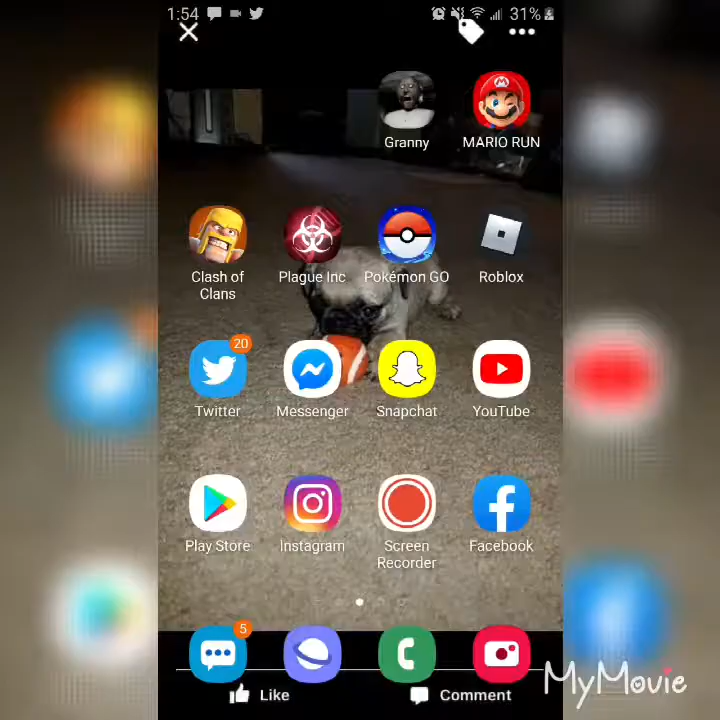 1:54 31%
Granny MARIO RUN
Clash of Clans Plague Inc Pokémon GO Roblox
20
Twitter Messenger Snapchat YouTube
Play Store Instagram Screen Recorder Facebook
5
Like Comment
MyMovie